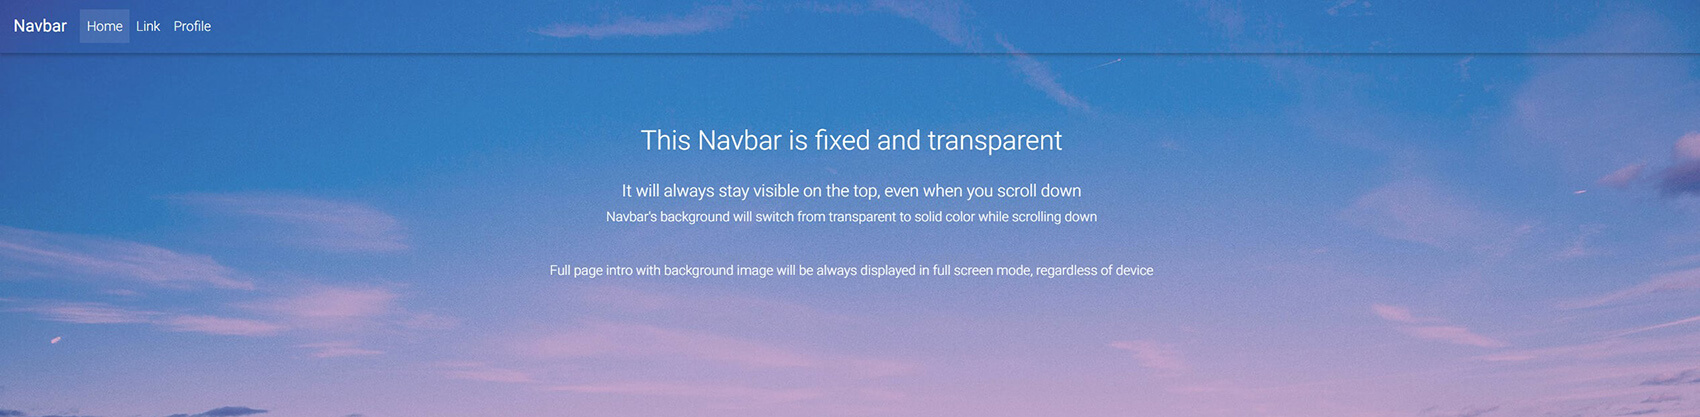 Navbar Home Link Profile
This Navbar is fixed and transparent
It will always stay visible on the top, even when you scroll down
Navbar's background will switch from transparent to solid color while scrolling down
Full page intro with background image will be always displayed in full screen mode, regardless of device